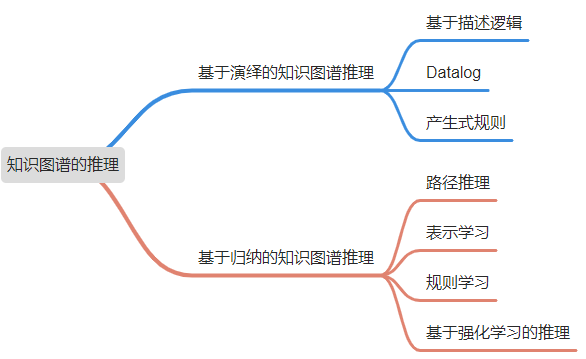 知识图谱的推理
基于演绎的知识图谱推理
基于描述逻辑
Datalog
产生式规则
基于归纳的知识图谱推理
路径推理
表示学习
规则学习
基于强化学习的推理